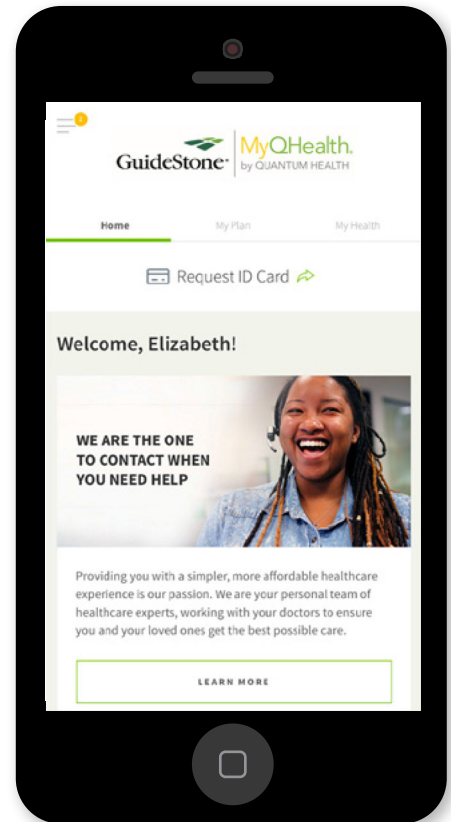 2
GuideStone® MyQHealth.
by QUANTUM HEALTH
Home My Plan My Health
Request ID Card
Welcome, Elizabeth!
WE ARE THE ONE
TO CONTACT WHEN
YOU NEED HELP
Providing you with a simpler, more affordable healthcare
experience is our passion. We are your personal team of
healthcare experts, working with your doctors to ensure
you and your loved ones get the best possible care.
LEARN MORE